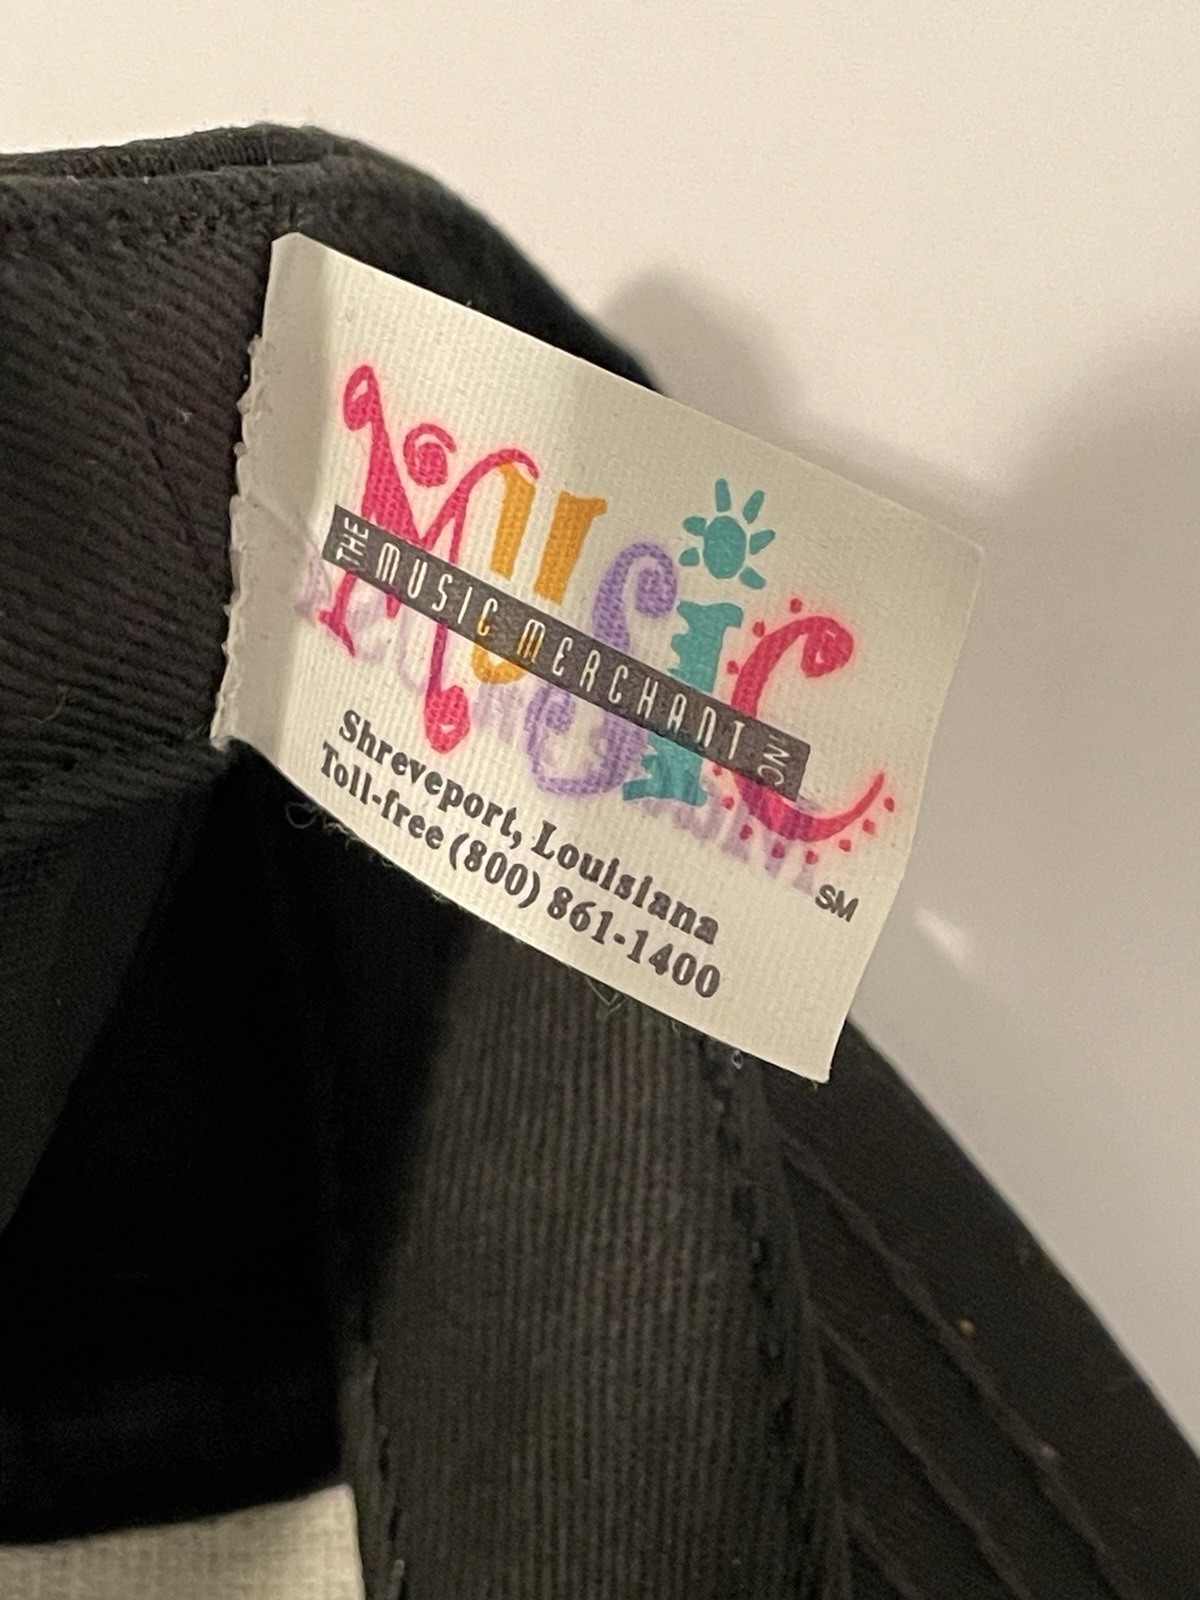 MUSIC
THE MUSIC MERCHANT INC
SM
Shreveport, Louisiana
Toll-free (800) 861-1400